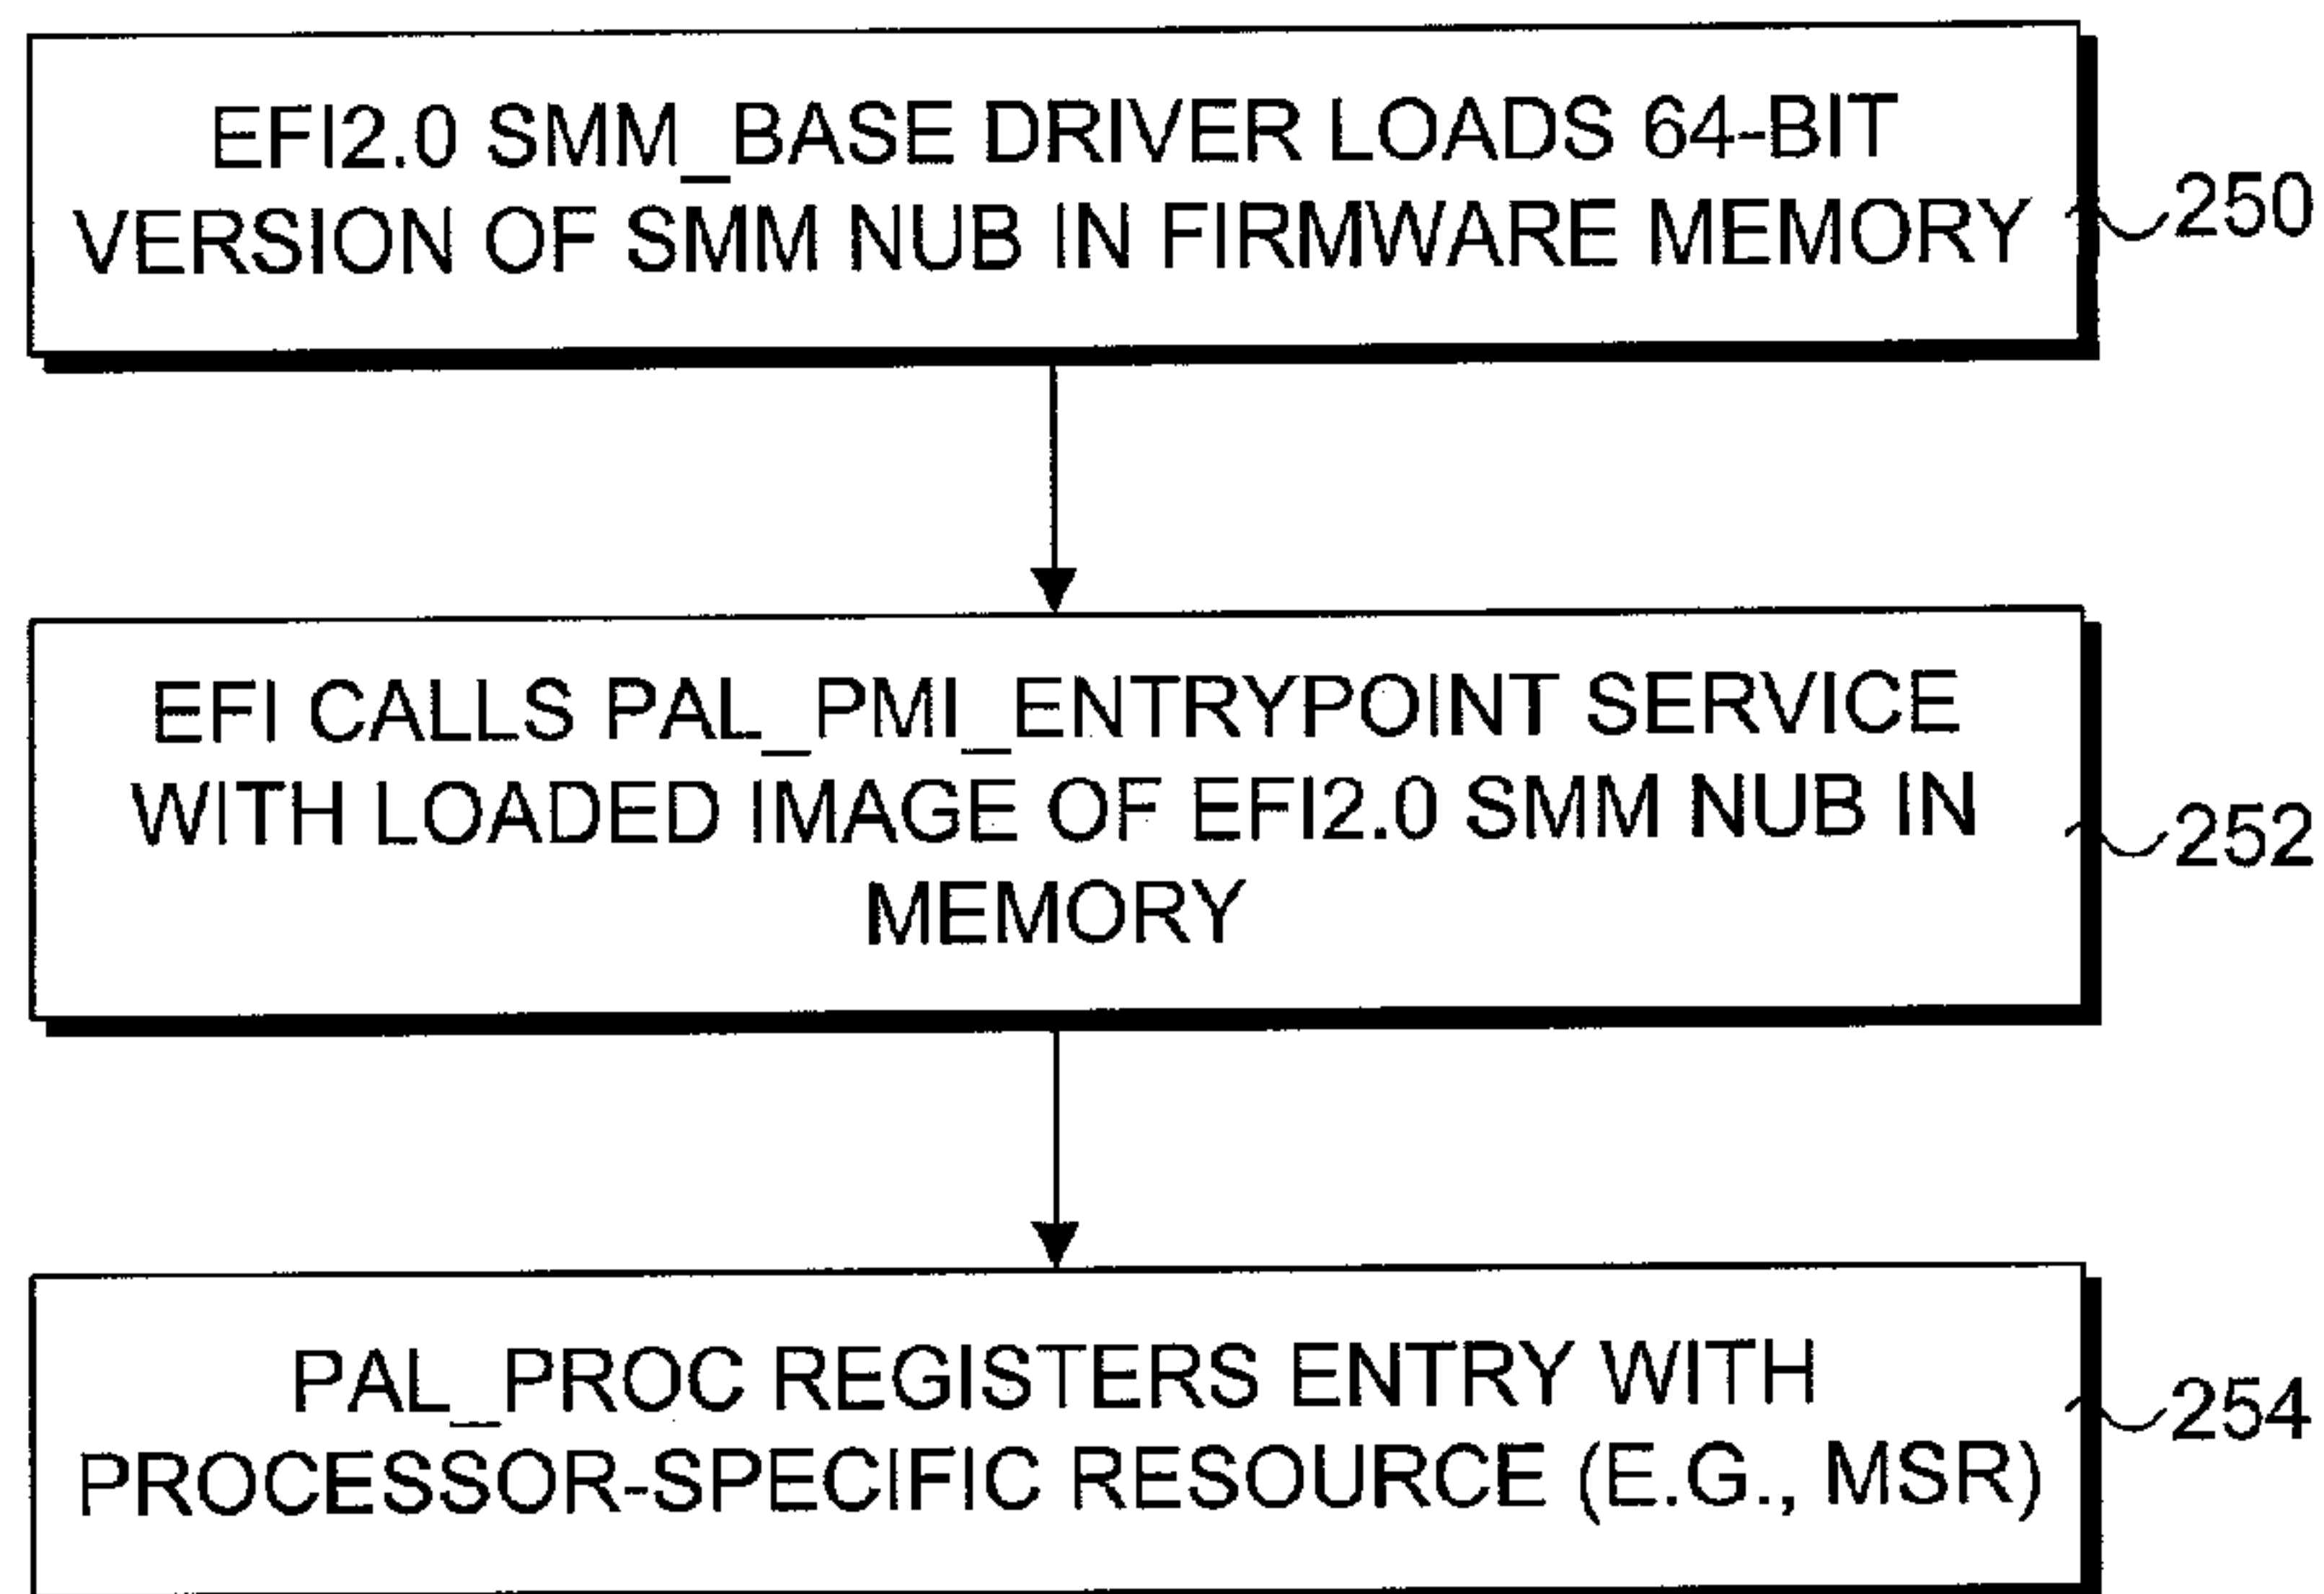 EFI2.0 SMM_BASE DRIVER LOADS 64-BIT
VERSION OF SMM NUB IN FIRMWARE MEMORY
250
EFI CALLS PAL_PMI_ENTRYPOINT SERVICE
WITH LOADED IMAGE OF EFI2.0 SMM NUB IN
MEMORY
252
PAL_PROC REGISTERS ENTRY WITH
PROCESSOR-SPECIFIC RESOURCE (E.G., MSR)
254